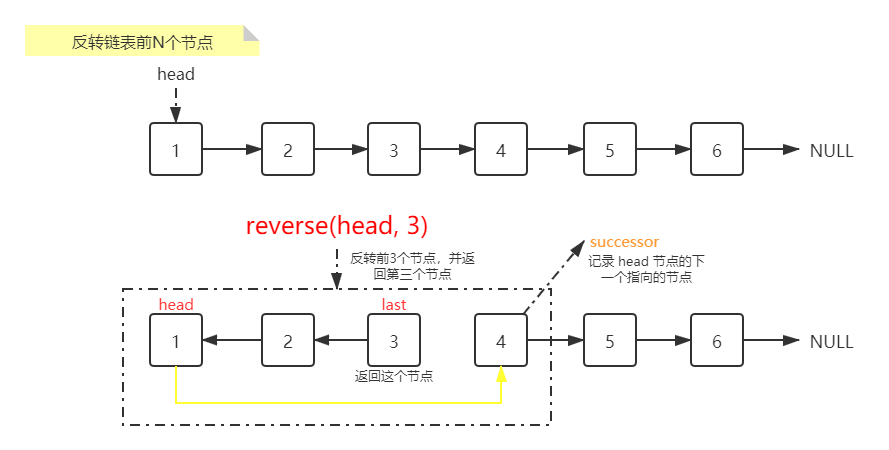 反转链表前N个节点
head
1 2 3 4 5 6 NULL
reverse(head, 3)
反转前3个节点，并返
回第三个节点
successor
记录 head 节点的下
一个指向的节点
head last
1 2 3 4 5 6 NULL
返回这个节点